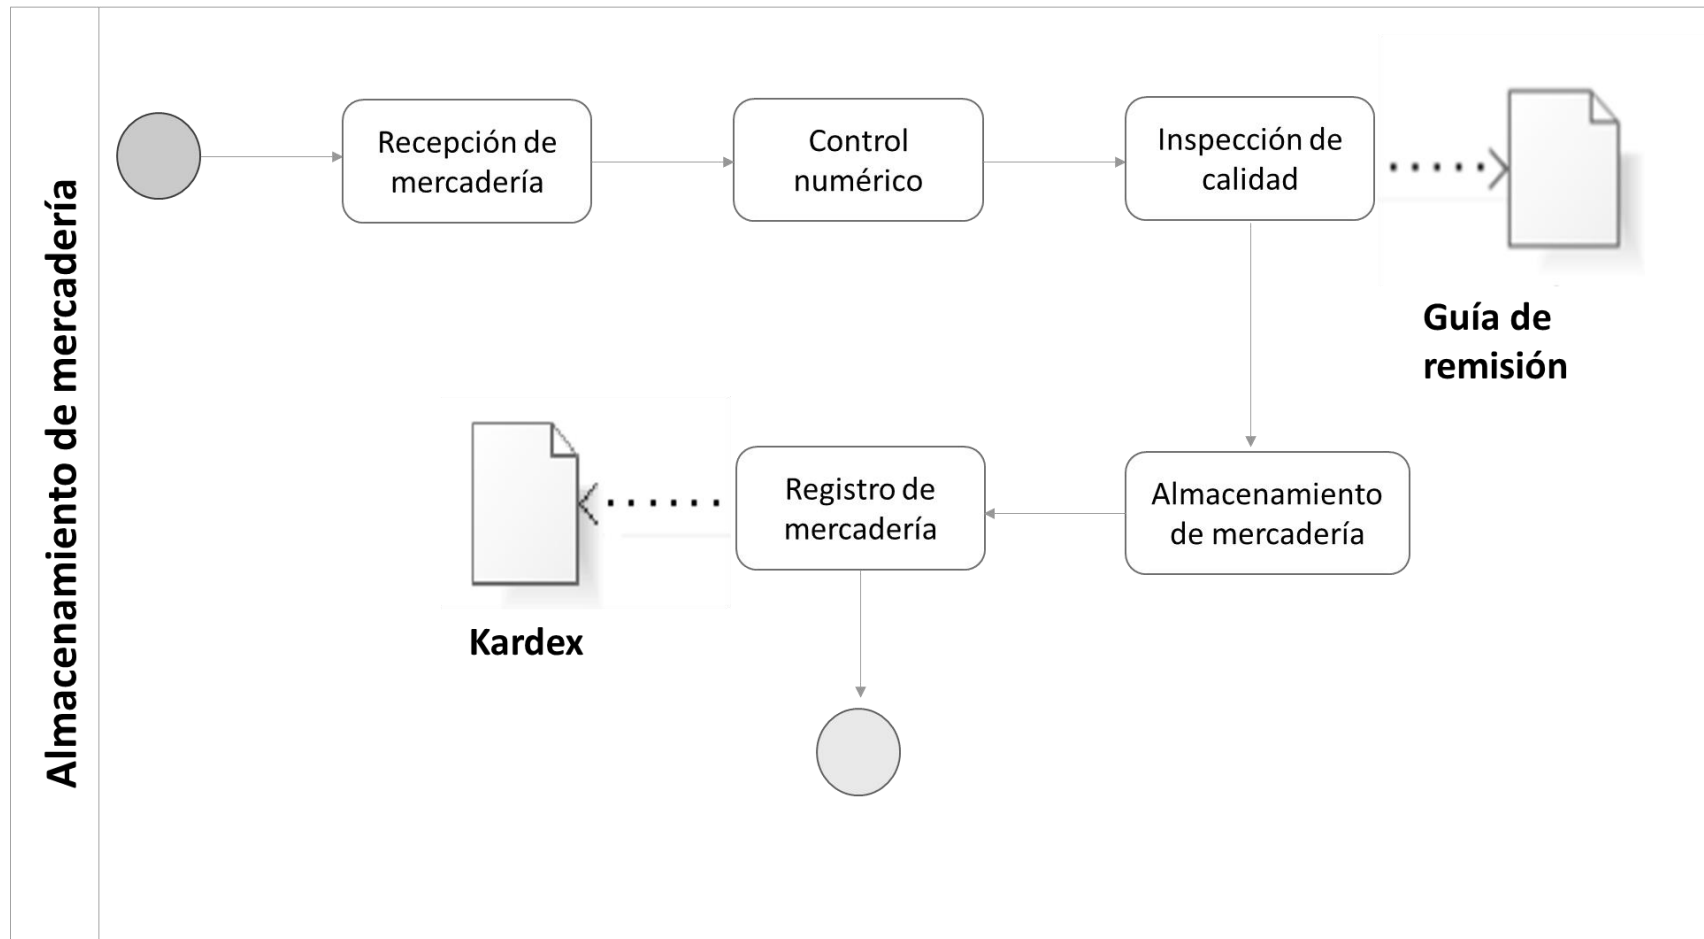 Almacenamiento de mercadería
Recepción de
mercadería
Control
numérico
Inspección de
calidad
Guía de
remisión
Almacenamiento
de mercadería
Registro de
mercadería
Kardex